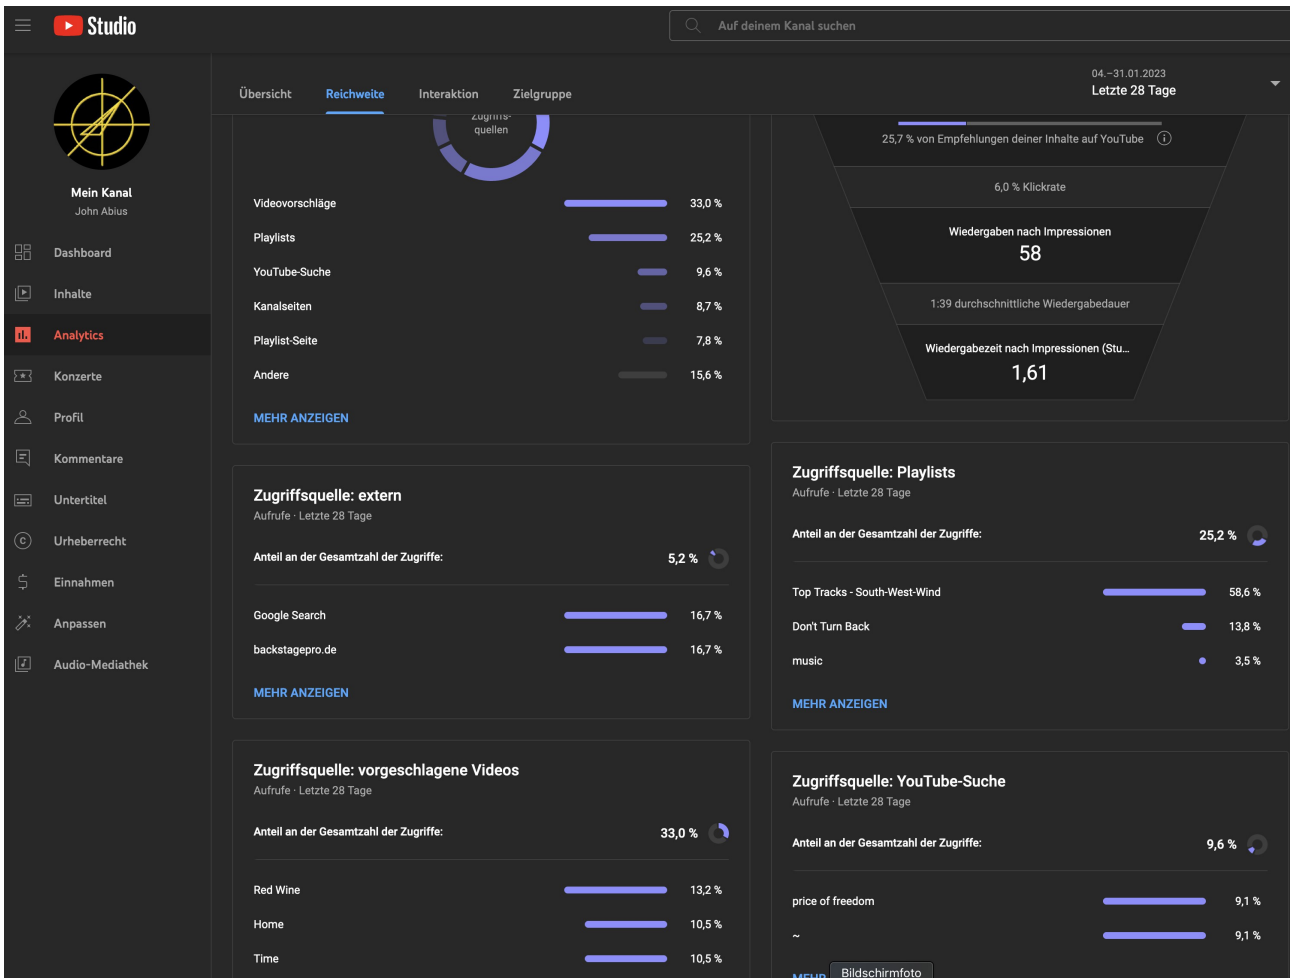 Studio
Auf deinem Kanal suchen
Mein Kanal
John Abius
Dashboard
Inhalte
Analytics
Konzerte
Profil
Kommentare
Untertitel
Urheberrecht
Einnahmen
Anpassen
Audio-Mediathek
Übersicht
Reichweite
Interaktion
Zielgruppe
04.–31.01.2023
Letzte 28 Tage
Zugriffs-
quellen
Videovorschläge 33,0 %
Playlists 25,2 %
YouTube-Suche 9,6 %
Kanalseiten 8,7 %
Playlist-Seite 7,8 %
Andere 15,6 %
MEHR ANZEIGEN
25,7 % von Empfehlungen deiner Inhalte auf YouTube
6,0 % Klickrate
Wiedergaben nach Impressionen
58
1:39 durchschnittliche Wiedergabedauer
Wiedergabezeit nach Impressionen (Stu...
1,61
Zugriffsquelle: extern
Aufrufe · Letzte 28 Tage
Anteil an der Gesamtzahl der Zugriffe: 5,2 %
Google Search 16,7 %
backstagepro.de 16,7 %
MEHR ANZEIGEN
Zugriffsquelle: Playlists
Aufrufe · Letzte 28 Tage
Anteil an der Gesamtzahl der Zugriffe: 25,2 %
Top Tracks - South-West-Wind 58,6 %
Don't Turn Back 13,8 %
music 3,5 %
MEHR ANZEIGEN
Zugriffsquelle: vorgeschlagene Videos
Aufrufe · Letzte 28 Tage
Anteil an der Gesamtzahl der Zugriffe: 33,0 %
Red Wine 13,2 %
Home 10,5 %
Time 10,5 %
Zugriffsquelle: YouTube-Suche
Aufrufe · Letzte 28 Tage
Anteil an der Gesamtzahl der Zugriffe: 9,6 %
price of freedom 9,1 %
~ 9,1 %
MEHR
Bildschirmfoto